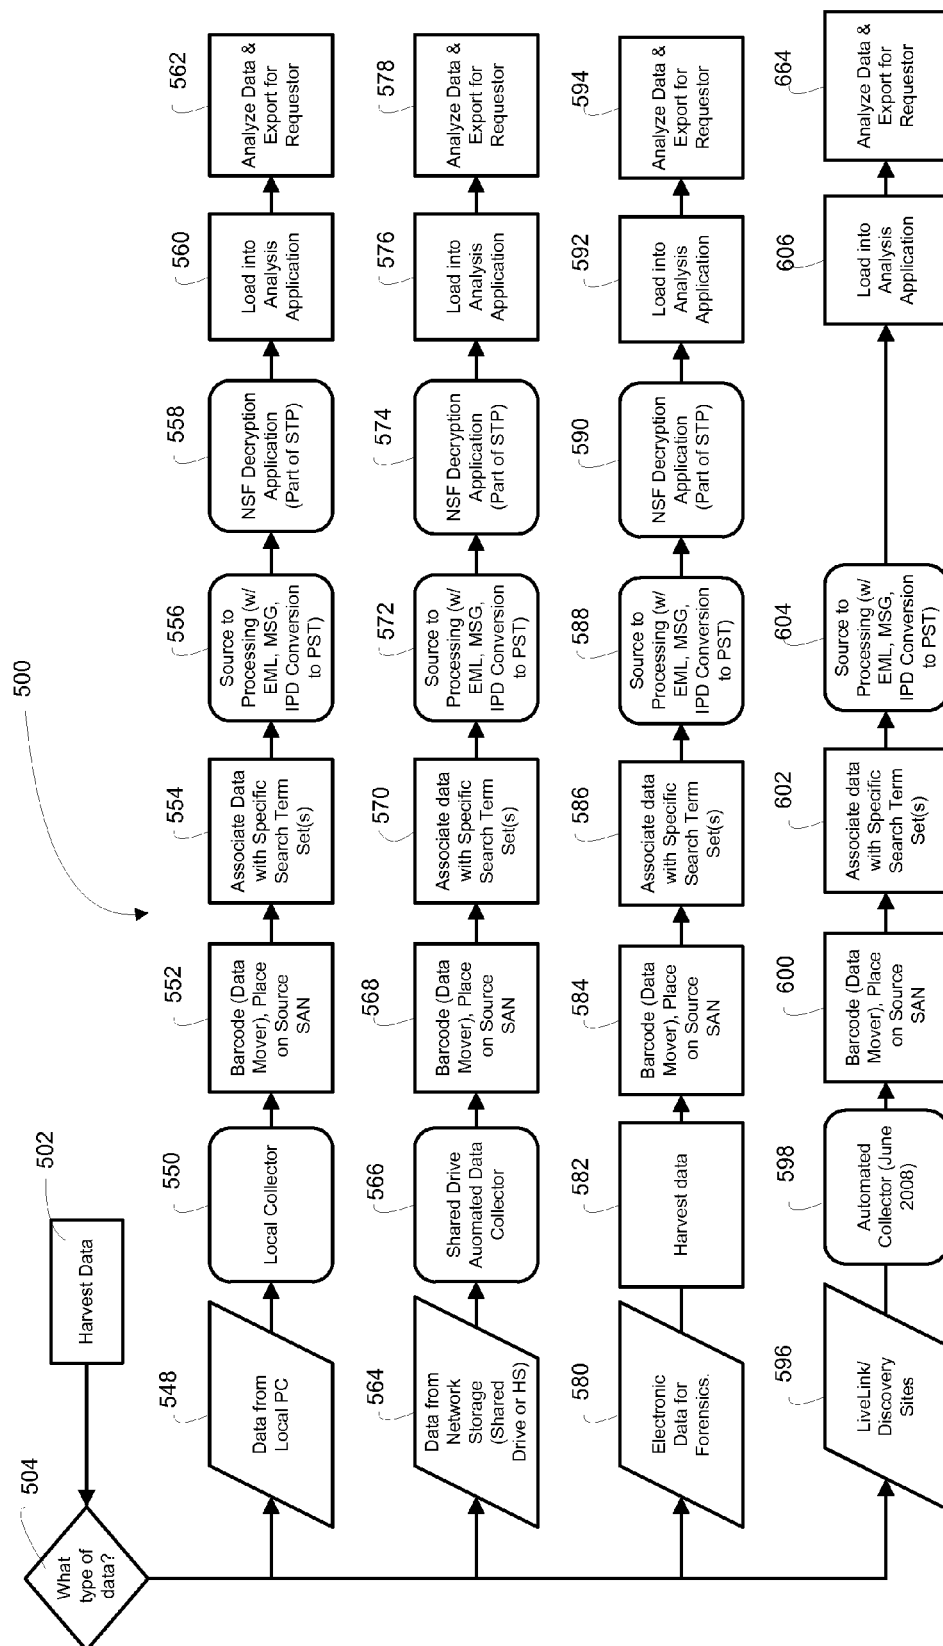 500
502
Harvest Data
504
What
type of
data?
548
Data from
Local PC
550
Local Collector
552
Barcode (Data
Mover), Place
on Source
SAN
554
Associate Data
with Specific
Search Term
Set(s)
556
Source to
Processing (w/
EML, MSG,
IPD Conversion
to PST)
558
NSF Decryption
Application
(Part of STP)
560
Load into
Analysis
Application
562
Analyze Data &
Export for
Requestor
564
Data from
Network
Storage
(Shared
Drive or HS)
566
Shared Drive
Auomated Data
Collector
568
Barcode (Data
Mover), Place
on Source
SAN
570
Associate data
with Specific
Search Term
Set(s)
572
Source to
Processing (w/
EML, MSG,
IPD Conversion
to PST)
574
NSF Decryption
Application
(Part of STP)
576
Load into
Analysis
Application
578
Analyze Data &
Export for
Requestor
580
Electronic
Data for
Forensics.
582
Harvest data
584
Barcode (Data
Mover), Place
on Source
SAN
586
Associate data
with Specific
Search Term
Set(s)
588
Source to
Processing (w/
EML, MSG,
IPD Conversion
to PST)
590
NSF Decryption
Application
(Part of STP)
592
Load into
Analysis
Application
594
Analyze Data &
Export for
Requestor
596
LiveLink/
Discovery
Sites
598
Automated
Collector (June
2008)
600
Barcode (Data
Mover), Place
on Source
SAN
602
Associate data
with Specific
Search Term
Set(s)
604
Source to
Processing (w/
EML, MSG,
IPD Conversion
to PST)
606
Load into
Analysis
Application
664
Analyze Data &
Export for
Requestor